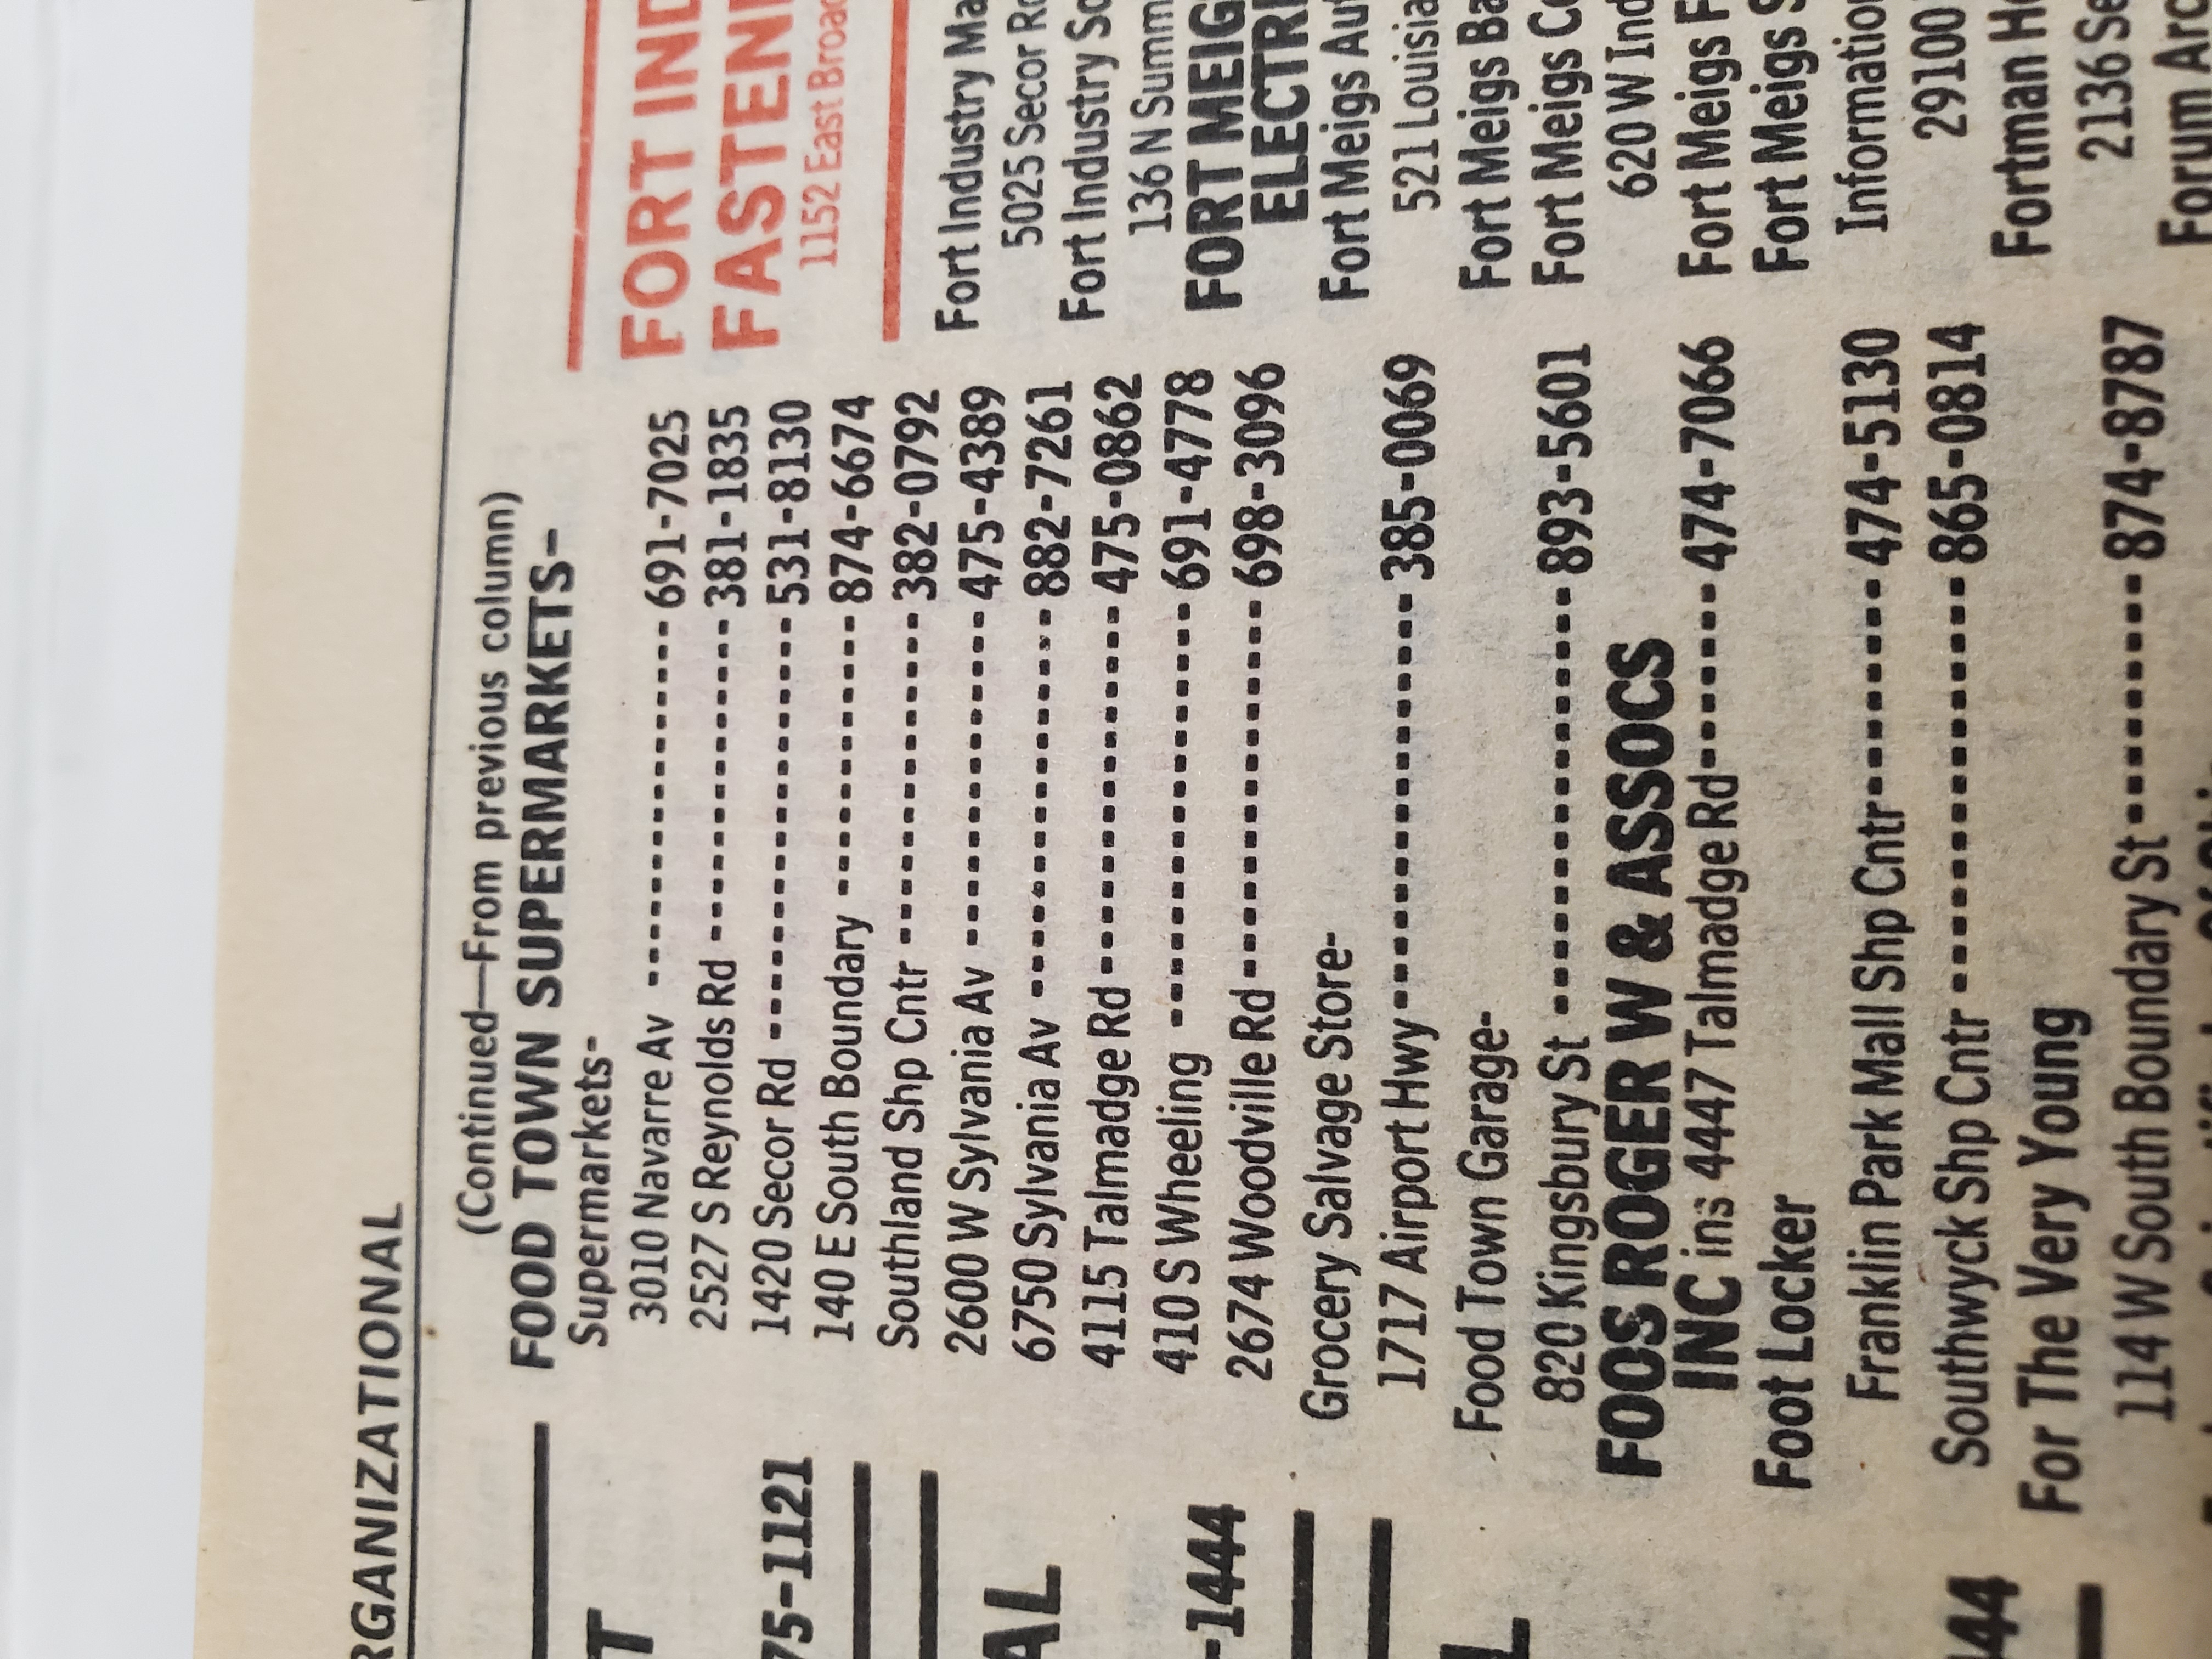 RGANIZATIONAL
T
75-1121
AL
-1444
L
444
(Continued—From previous column)
FOOD TOWN SUPERMARKETS-
Supermarkets-
3010 Navarre Av --------------------691-7025
2527 S Reynolds Rd ------------------381-1835
1420 Secor Rd -----------------------531-8130
140 E South Boundary ---------------874-6674
Southland Shp Cntr ------------------382-0792
2600 W Sylvania Av ------------------475-4389
6750 Sylvania Av --------------------882-7261
4115 Talmadge Rd--------------------475-0862
410 S Wheeling ----------------------691-4778
2674 Woodville Rd--------------------698-3096
Grocery Salvage Store-
1717 Airport Hwy--------------------385-0069
Food Town Garage-
820 Kingsbury St --------------------893-5601
FOOS ROGER W & ASSOCS
INC ins 4447 Talmadge Rd--------474-7066
Foot Locker
Franklin Park Mall Shp Cntr----------474-5130
Southwyck Shp Cntr ------------------865-0814
For The Very Young
114 W South Boundary St-----------874-8787
FORT IND
FASTEN
1152 East Broa
Fort Industry Ma
5025 Secor R
Fort Industry So
136 N Summ
FORT MEIG
ELECTRI
Fort Meigs Aut
521 Louisia
Fort Meigs Ba
Fort Meigs Co
620 W Ind
Fort Meigs F
Fort Meigs S
Informatio
29100
Fortman H
2136 Se
Forum Arc